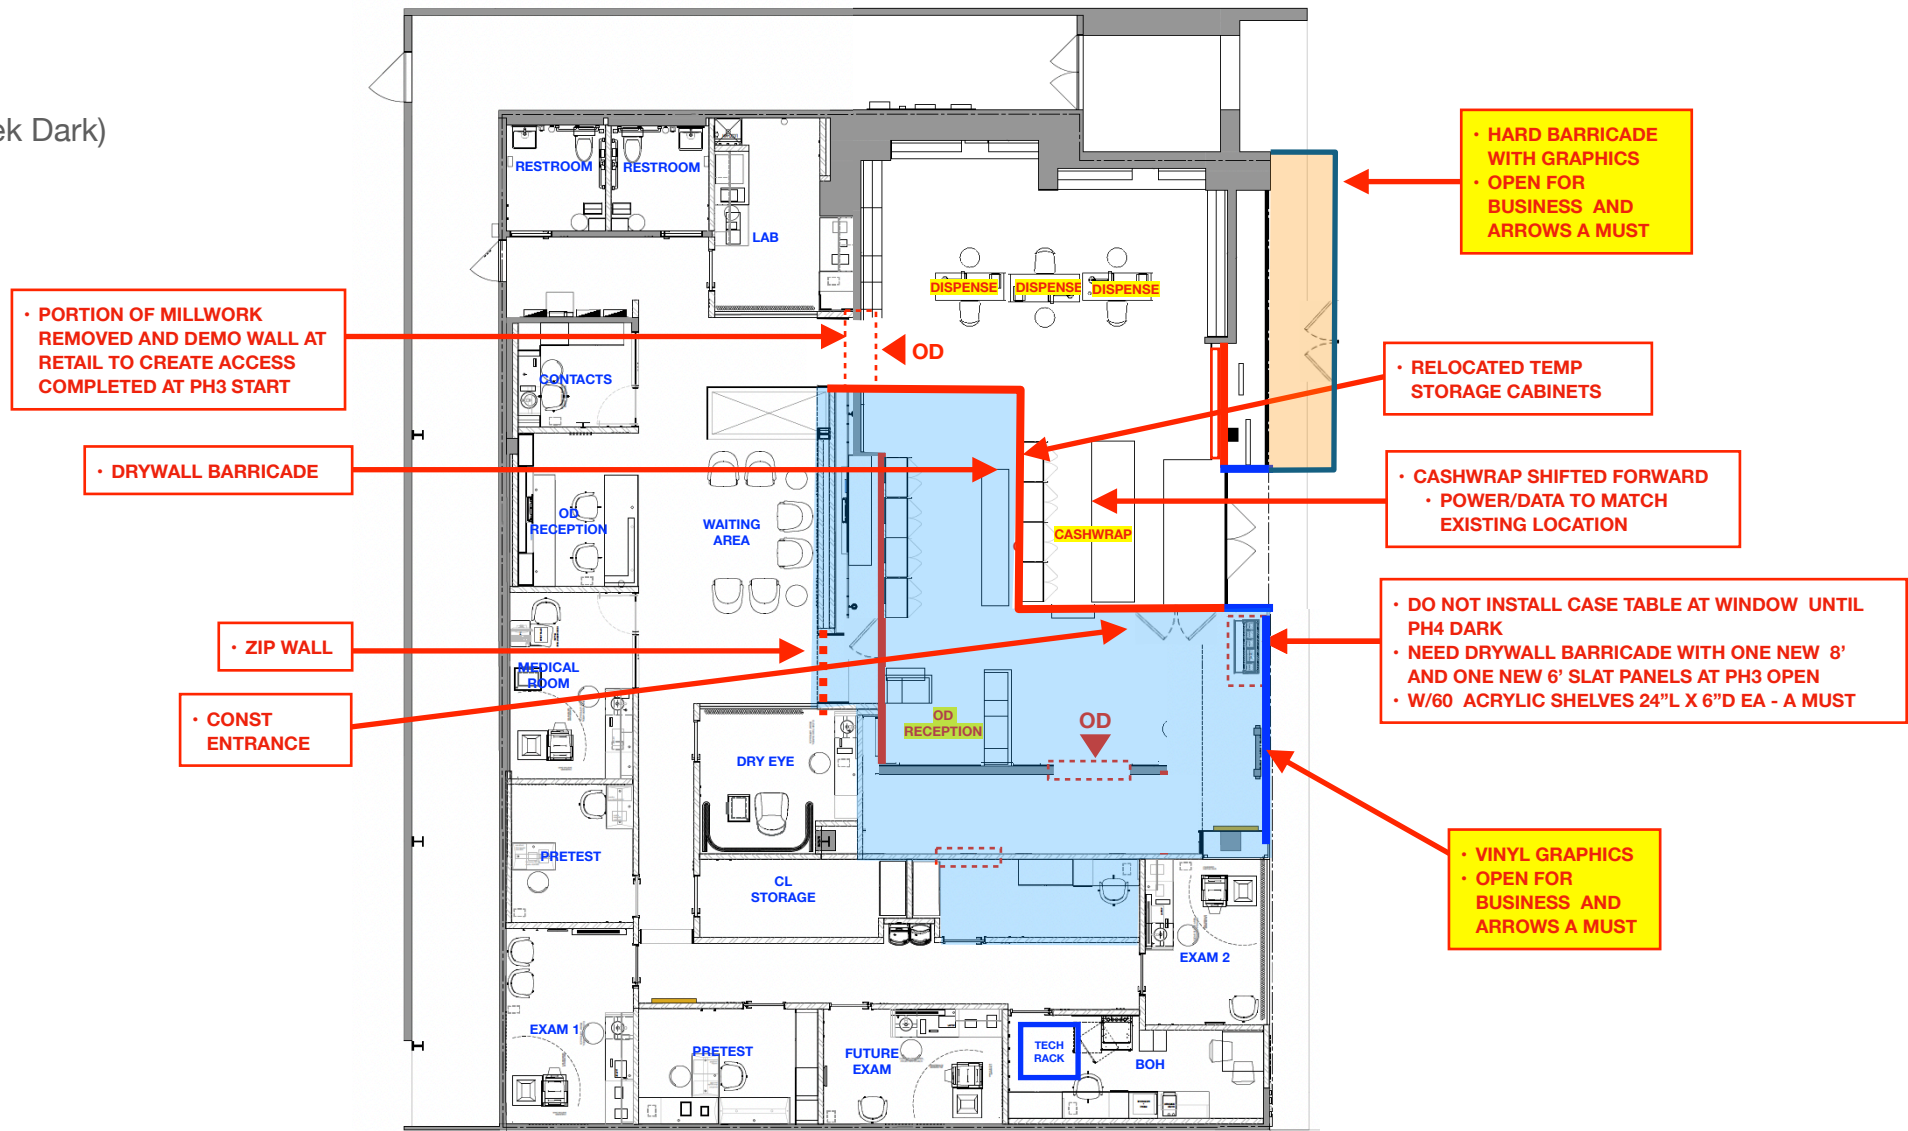 ek Dark)
• HARD BARRICADE
WITH GRAPHICS
• OPEN FOR
BUSINESS AND
ARROWS A MUST
RESTROOM
RESTROOM
LAB
DISPENSE
DISPENSE
DISPENSE
• PORTION OF MILLWORK
REMOVED AND DEMO WALL AT
RETAIL TO CREATE ACCESS
COMPLETED AT PH3 START
OD
CONTACTS
• RELOCATED TEMP
STORAGE CABINETS
• DRYWALL BARRICADE
• CASHWRAP SHIFTED FORWARD
• POWER/DATA TO MATCH
EXISTING LOCATION
OD
RECEPTION
WAITING
AREA
CASHWRAP
• DO NOT INSTALL CASE TABLE AT WINDOW UNTIL
PH4 DARK
• NEED DRYWALL BARRICADE WITH ONE NEW 8’
AND ONE NEW 6’ SLAT PANELS AT PH3 OPEN
• W/60 ACRYLIC SHELVES 24”L X 6”D EA - A MUST
• ZIP WALL
MEDICAL
ROOM
• CONST
ENTRANCE
OD
RECEPTION
OD
DRY EYE
• VINYL GRAPHICS
• OPEN FOR
BUSINESS AND
ARROWS A MUST
PRETEST
CL
STORAGE
EXAM 2
EXAM 1
PRETEST
FUTURE
EXAM
TECH
RACK
BOH